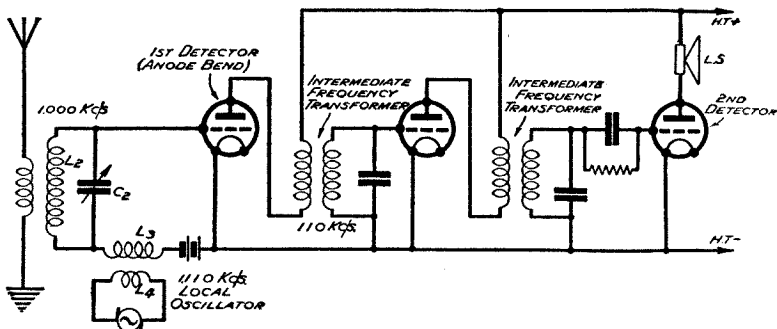 1ST DETECTOR
(ANODE BEND)
H.T+
L.S
INTERMEDIATE
FREQUENCY
TRANSFORMER
INTERMEDIATE
FREQUENCY
TRANSFORMER
2ND
DETECTOR
1,000 Kc/s
L2
C2
110 Kc/s.
L3
H.T-
L4
1,110 Kc/s.
LOCAL
OSCILLATOR